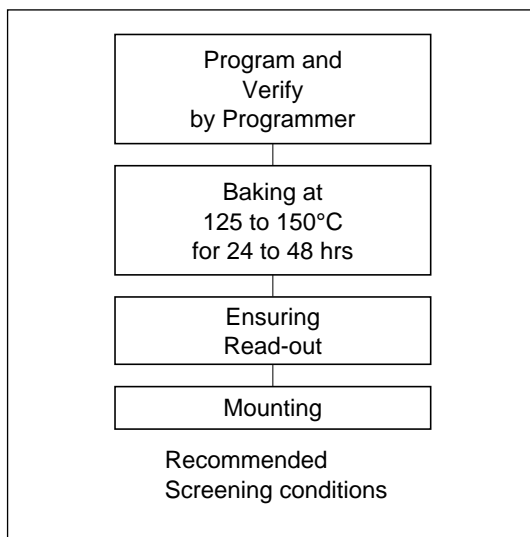 Program and
Verify
by Programmer
Baking at
125 to 150°C
for 24 to 48 hrs
Ensuring
Read-out
Mounting
Recommended
Screening conditions